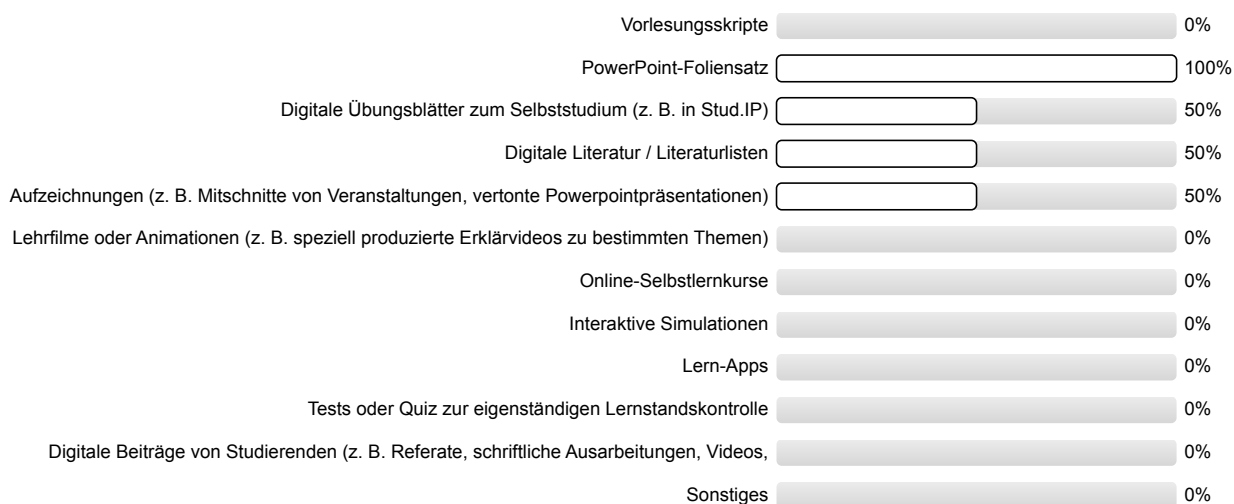 Vorlesungsskripte 0%
PowerPoint-Foliensatz 100%
Digitale Übungsblätter zum Selbststudium (z. B. in Stud.IP) 50%
Digitale Literatur / Literaturlisten 50%
Aufzeichnungen (z. B. Mitschnitte von Veranstaltungen, vertonte Powerpointpräsentationen) 50%
Lehrfilme oder Animationen (z. B. speziell produzierte Erklärvideos zu bestimmten Themen) 0%
Online-Selbstlernkurse 0%
Interaktive Simulationen 0%
Lern-Apps 0%
Tests oder Quiz zur eigenständigen Lernstandskontrolle 0%
Digitale Beiträge von Studierenden (z. B. Referate, schriftliche Ausarbeitungen, Videos, 0%
Sonstiges 0%